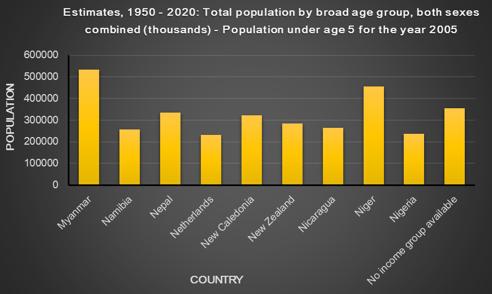 Estimates, 1950 - 2020: Total population by broad age group, both sexes
combined (thousands) - Population under age 5 for the year 2005
POPULATION
600000
500000
400000
300000
200000
100000
0
Myanmar
Namibia
Nepal
Netherlands
New Caledonia
New Zealand
Nicaragua
Niger
Nigeria
No income group available
COUNTRY